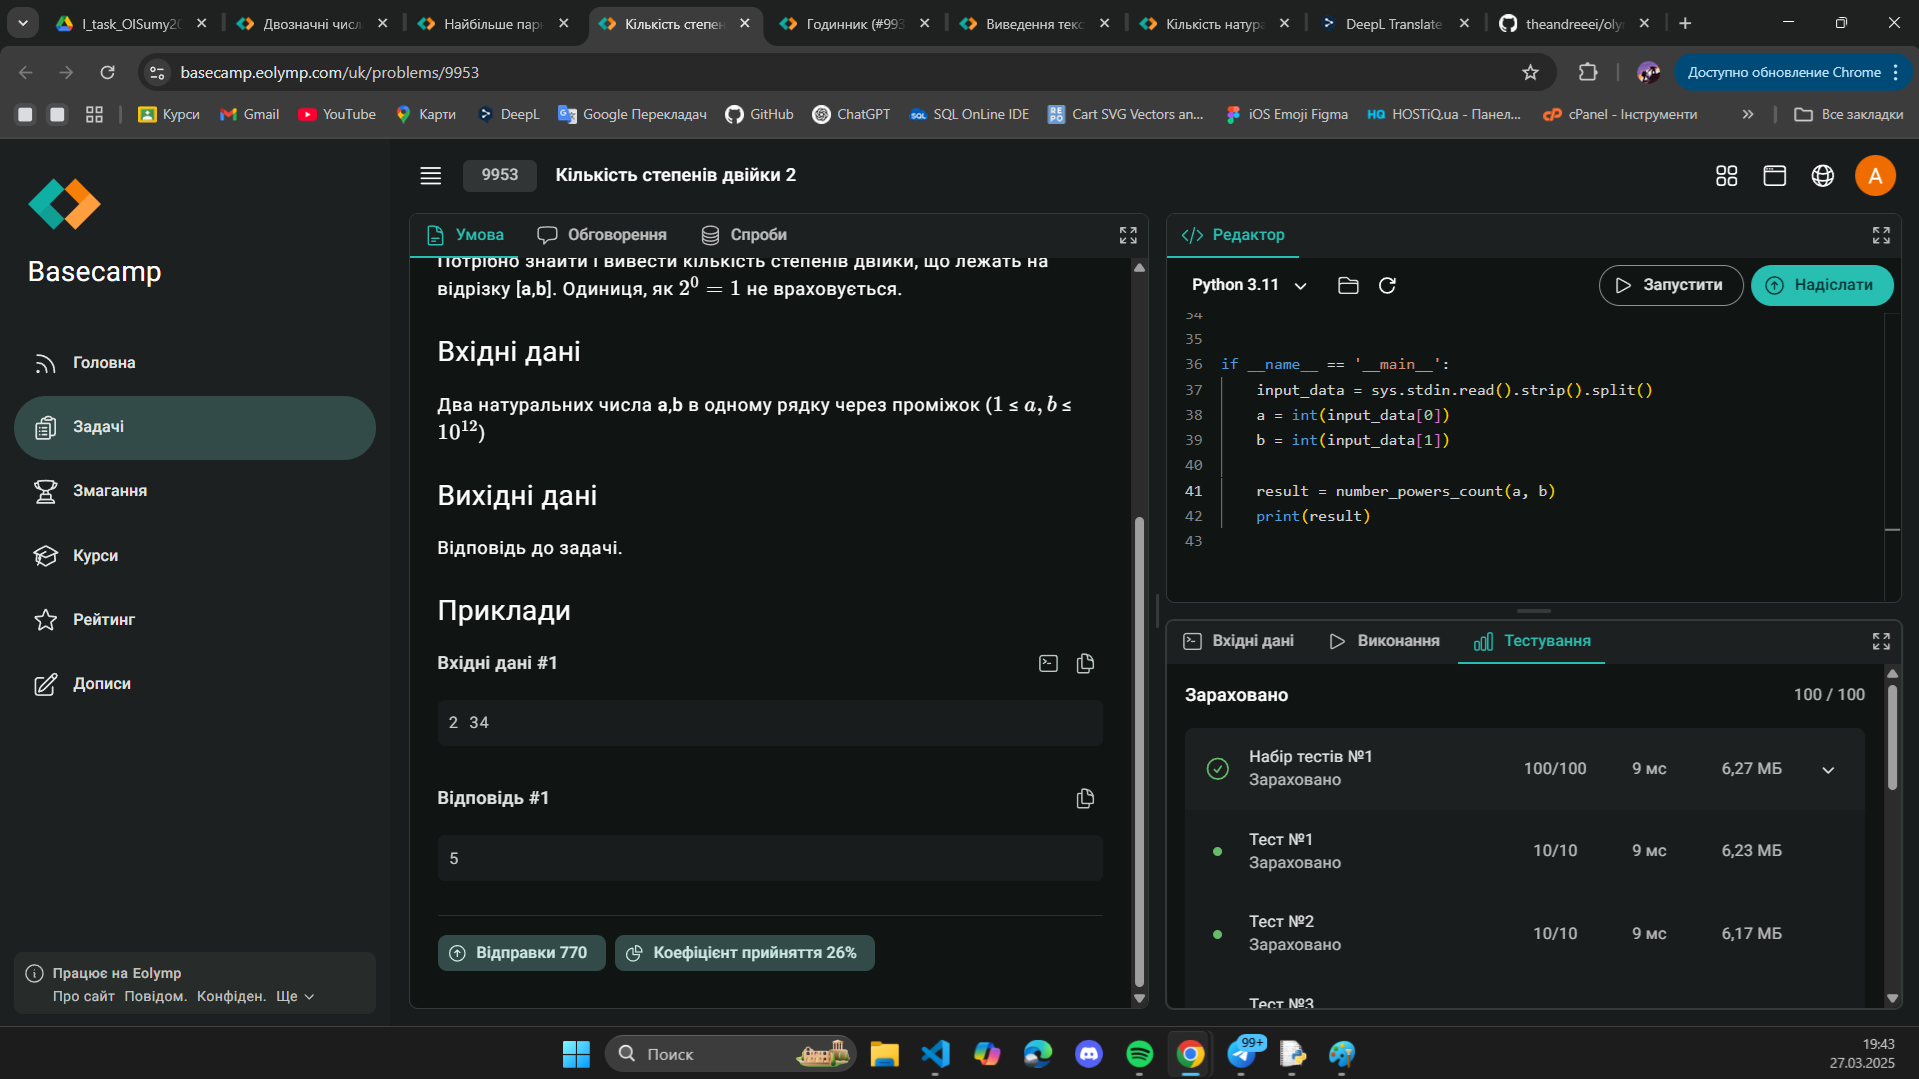 I_task_OISumy2
Двозначні числ
Найбільше пар
Кількість степен
Годинник (#993
Виведення текс
Кількість натура
DeepL Translate
theandreeei/oly
basecamp.eolymp.com/uk/problems/9953
Доступно обновление Chrome
Курси
Gmail
YouTube
Карти
DeepL
Google Перекладач
GitHub
ChatGPT
SQL OnLine IDE
Cart SVG Vectors an...
iOS Emoji Figma
HOSTiQ.ua - Панел...
cPanel - Інструменти
»
Все закладки
Basecamp
Головна
Задачі
Змагання
Курси
Рейтинг
Дописи
Працює на Eolymp
Про сайт Повідом. Конфіден. Ще
9953
Кількість степенів двійки 2
A
Умова
Обговорення
Спроби
Потрібно знайти і вивести кількість степенів двійки, що лежать на
відрізку [a,b]. Одиниця, як 2^0 = 1 не враховується.
Вхідні дані
Два натуральних числа a,b в одному рядку через проміжок (1 ≤ a, b ≤
10^12)
Вихідні дані
Відповідь до задачі.
Приклади
Вхідні дані #1
2 34
Відповідь #1
5
Відправки 770
Коефіцієнт прийняття 26%
Редактор
Python 3.11
Запустити
Надіслати
34
35
36 if __name__ == '__main__':
37     input_data = sys.stdin.read().strip().split()
38     a = int(input_data[0])
39     b = int(input_data[1])
40
41     result = number_powers_count(a, b)
42     print(result)
43
Вхідні дані
Виконання
Тестування
Зараховано
100 / 100
Набір тестів №1
Зараховано
100/100
9 мс
6,27 МБ
Тест №1
Зараховано
10/10
9 мс
6,23 МБ
Тест №2
Зараховано
10/10
9 мс
6,17 МБ
Тест №3
Поиск
99+
19:43
27.03.2025